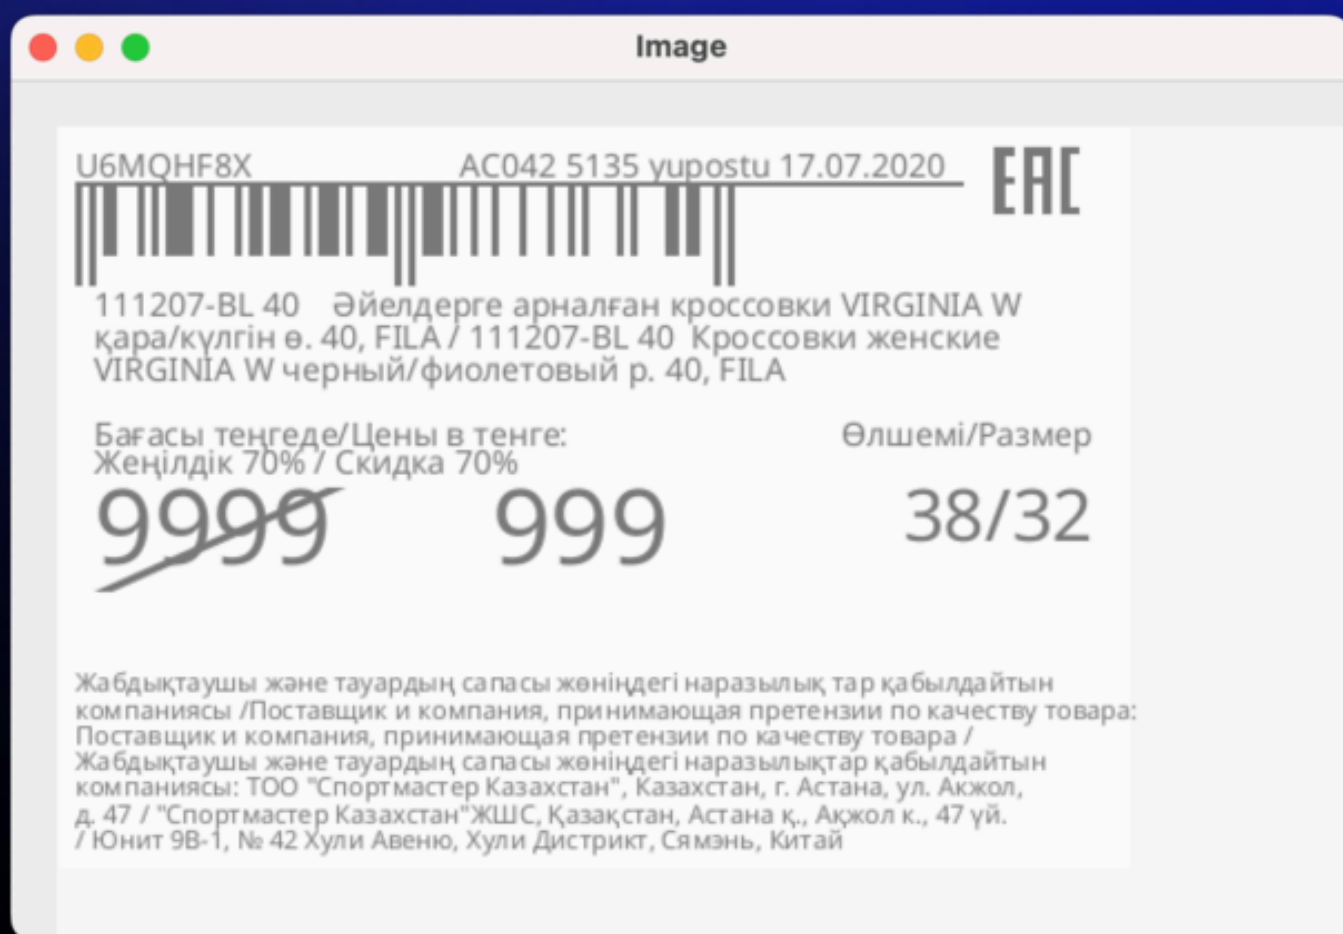 Image
U6MQHF8X AC042 5135 yupostu 17.07.2020 EAC
111207-BL 40 Әйелдерге арналған кроссовки VIRGINIA W
қара/күлгін ө. 40, FILA / 111207-BL 40 Кроссовки женские
VIRGINIA W черный/фиолетовый р. 40, FILA
Бағасы теңгеде/Цены в тенге: Өлшемі/Размер
Жеңілдік 70% / Скидка 70%
9999 999 38/32
Жабдықтаушы және тауардың сапасы жөніңдегі наразылық тар қабылдайтын
компаниясы /Поставщик и компания, принимающая претензии по качеству товара:
Поставщик и компания, принимающая претензии по качеству товара /
Жабдықтаушы және тауардың сапасы жөніңдегі наразылықтар қабылдайтын
компаниясы: ТОО "Спортмастер Казахстан", Казахстан, г. Астана, ул. Акжол,
д. 47 / "Спортмастер Казахстан"ЖШС, Қазақстан, Астана қ., Ақжол к., 47 үй.
/ Юнит 9В-1, № 42 Хули Авеню, Хули Дистрикт, Сямэнь, Китай